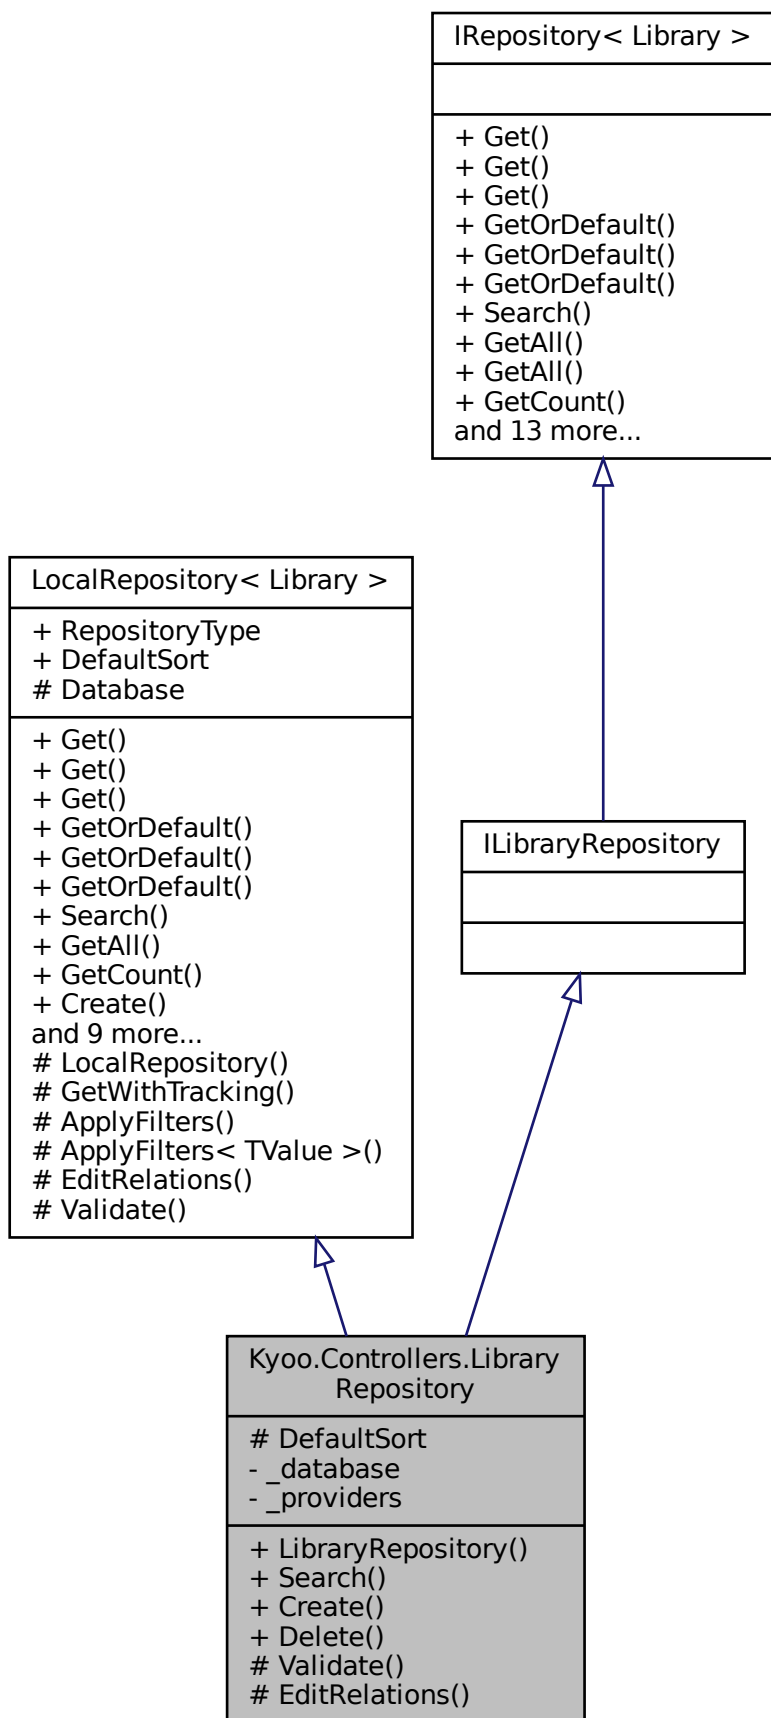 IRepository< Library >
+ Get()
+ Get()
+ Get()
+ GetOrDefault()
+ GetOrDefault()
+ GetOrDefault()
+ Search()
+ GetAll()
+ GetAll()
+ GetCount()
and 13 more...
LocalRepository< Library >
+ RepositoryType
+ DefaultSort
# Database
+ Get()
+ Get()
+ Get()
+ GetOrDefault()
+ GetOrDefault()
+ GetOrDefault()
+ Search()
+ GetAll()
+ GetCount()
+ Create()
and 9 more...
# LocalRepository()
# GetWithTracking()
# ApplyFilters()
# ApplyFilters< TValue >()
# EditRelations()
# Validate()
ILibraryRepository
Kyoo.Controllers.Library
Repository
# DefaultSort
- _database
- _providers
+ LibraryRepository()
+ Search()
+ Create()
+ Delete()
# Validate()
# EditRelations()